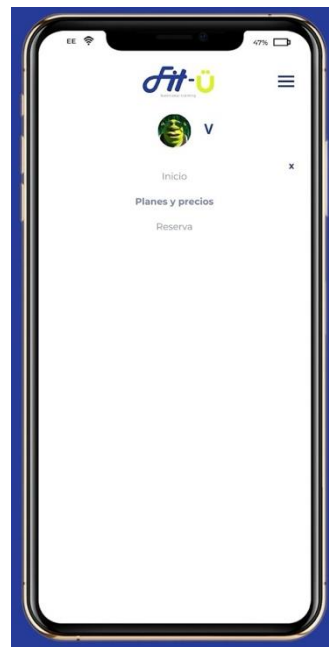 EE
47%
Fit-Ü
V
x
Inicio
Planes y precios
Reserva